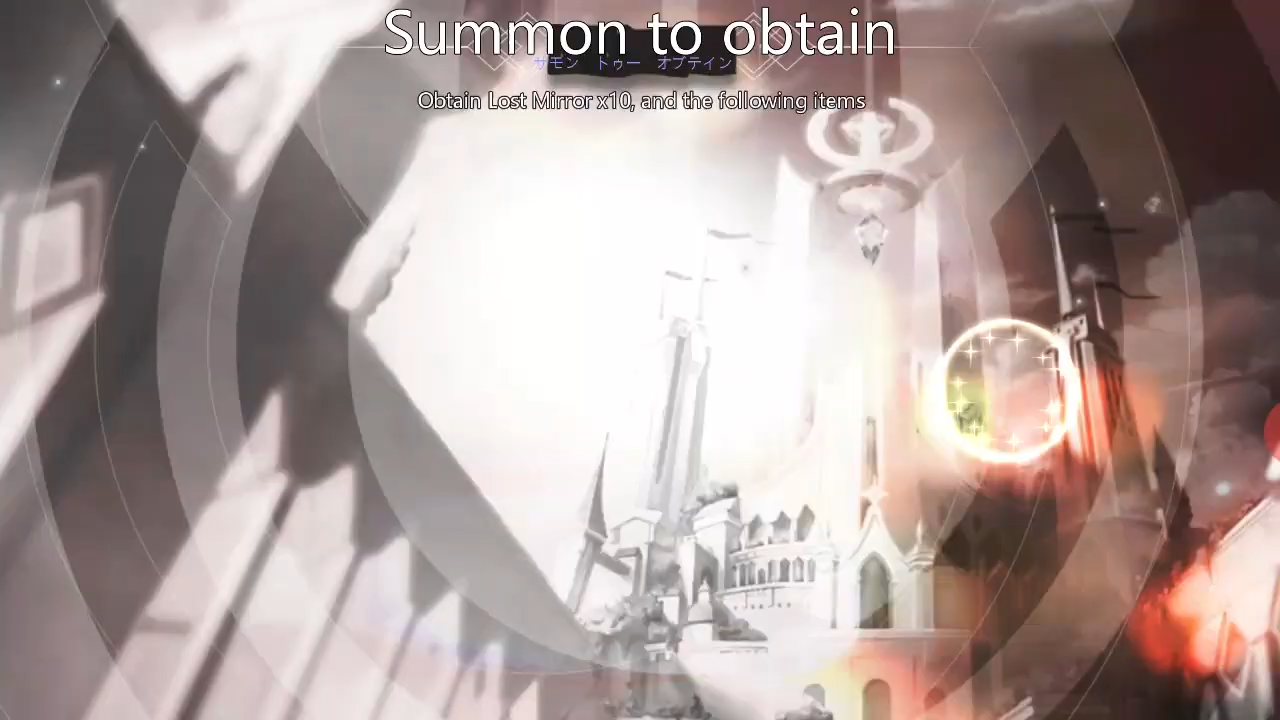 Summon to obtain
サモン　トゥー　オブテイン
Obtain Lost Mirror x10, and the following items